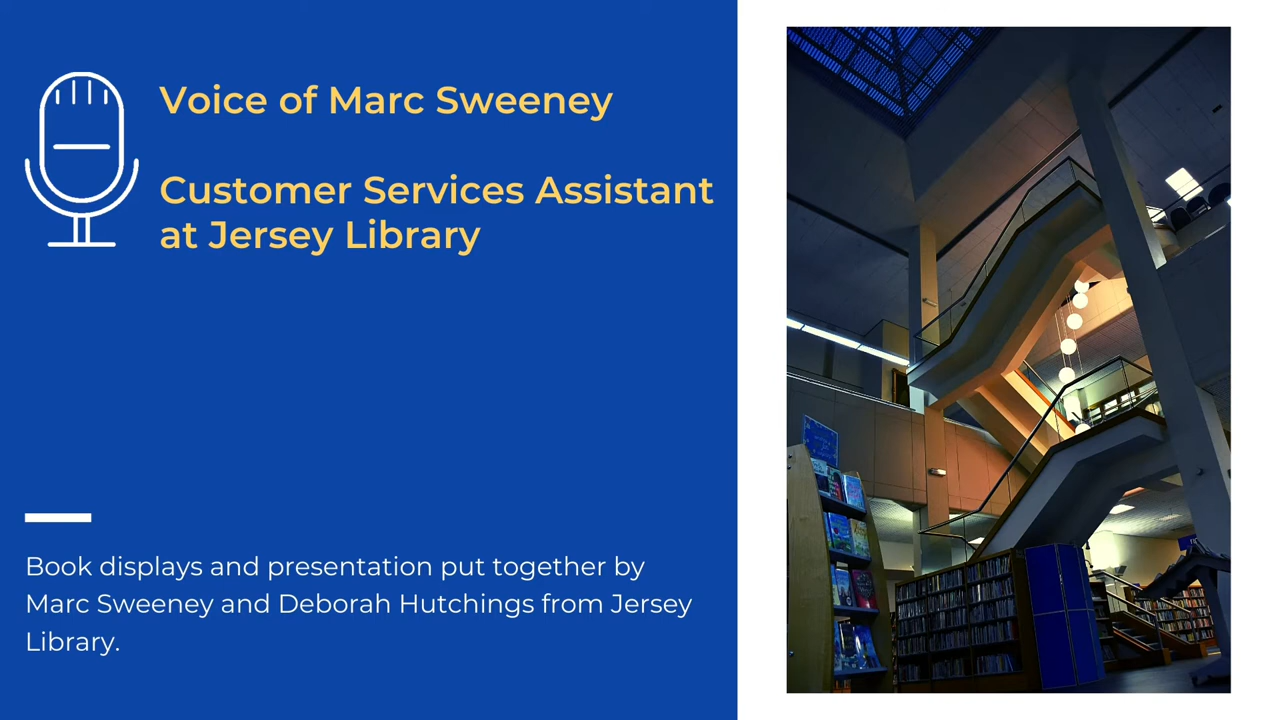 Voice of Marc Sweeney
Customer Services Assistant
at Jersey Library
Book displays and presentation put together by
Marc Sweeney and Deborah Hutchings from Jersey
Library.